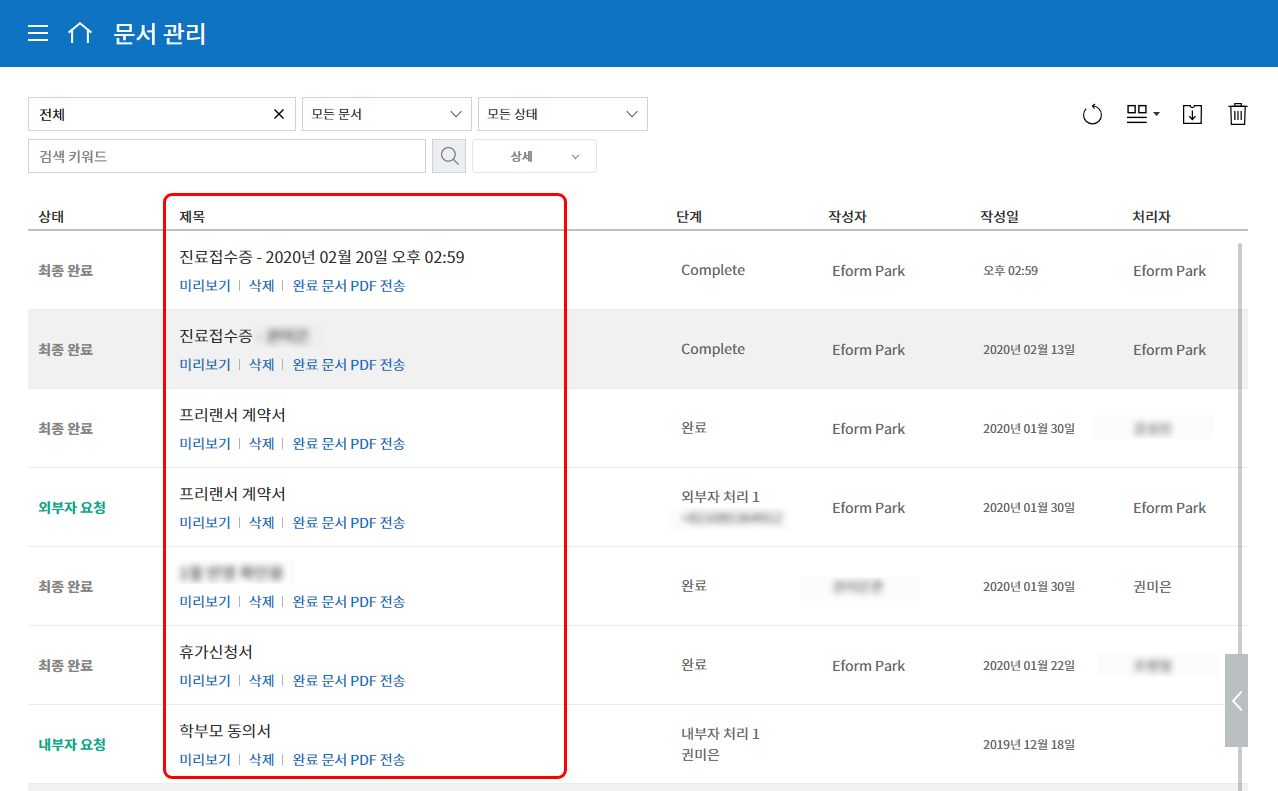 문서 관리
전체
모든 문서
모든 상태
검색 키워드
상세
상태 제목 단계 작성자 작성일 처리자
최종 완료 진료접수증 - 2020년 02월 20일 오후 02:59 Complete Eform Park 오후 02:59 Eform Park
미리보기 | 삭제 | 완료 문서 PDF 전송
최종 완료 진료접수증 - Complete Eform Park 2020년 02월 13일 Eform Park
미리보기 | 삭제 | 완료 문서 PDF 전송
최종 완료 프리랜서 계약서 완료 Eform Park 2020년 01월 30일
미리보기 | 삭제 | 완료 문서 PDF 전송
외부자 요청 프리랜서 계약서 외부자 처리 1 Eform Park 2020년 01월 30일 Eform Park
미리보기 | 삭제 | 완료 문서 PDF 전송
최종 완료 완료 2020년 01월 30일 권미은
미리보기 | 삭제 | 완료 문서 PDF 전송
최종 완료 휴가신청서 완료 Eform Park 2020년 01월 22일
미리보기 | 삭제 | 완료 문서 PDF 전송
내부자 요청 학부모 동의서 내부자 처리 1 2019년 12월 18일
미리보기 | 삭제 | 완료 문서 PDF 전송 권미은